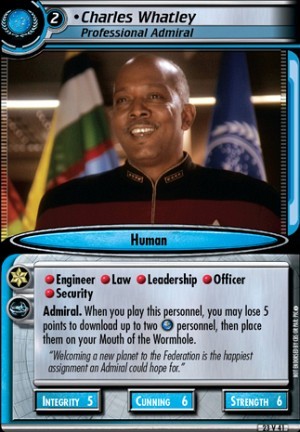 2 •Charles Whatley
Professional Admiral
Human
Engineer Law Leadership Officer
Security
Admiral. When you play this personnel, you may lose 5
points to download up to two personnel, then place
them on your Mouth of the Wormhole.
"Welcoming a new planet to the Federation is the happiest
assignment an Admiral could hope for."
INTEGRITY 5 CUNNING 6 STRENGTH 6
23 V 41